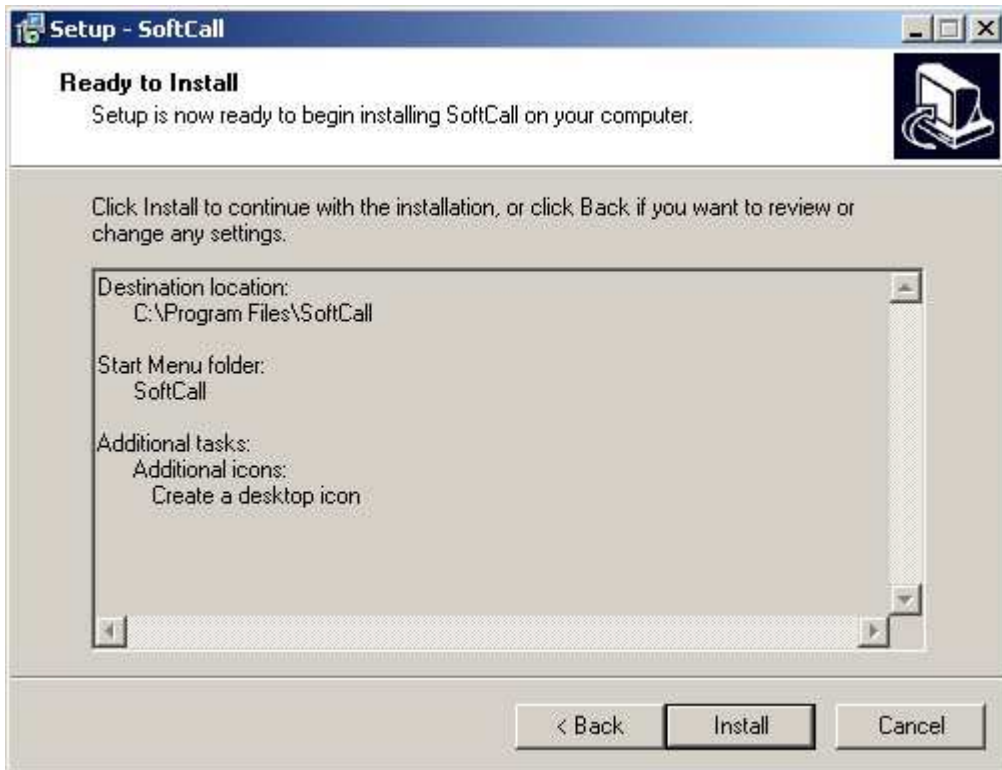 Setup - SoftCall
Ready to Install
Setup is now ready to begin installing SoftCall on your computer.
Click Install to continue with the installation, or click Back if you want to review or
change any settings.
Destination location:
C:\Program Files\SoftCall
Start Menu folder:
SoftCall
Additional tasks:
Additional icons:
Create a desktop icon
< Back
Install
Cancel